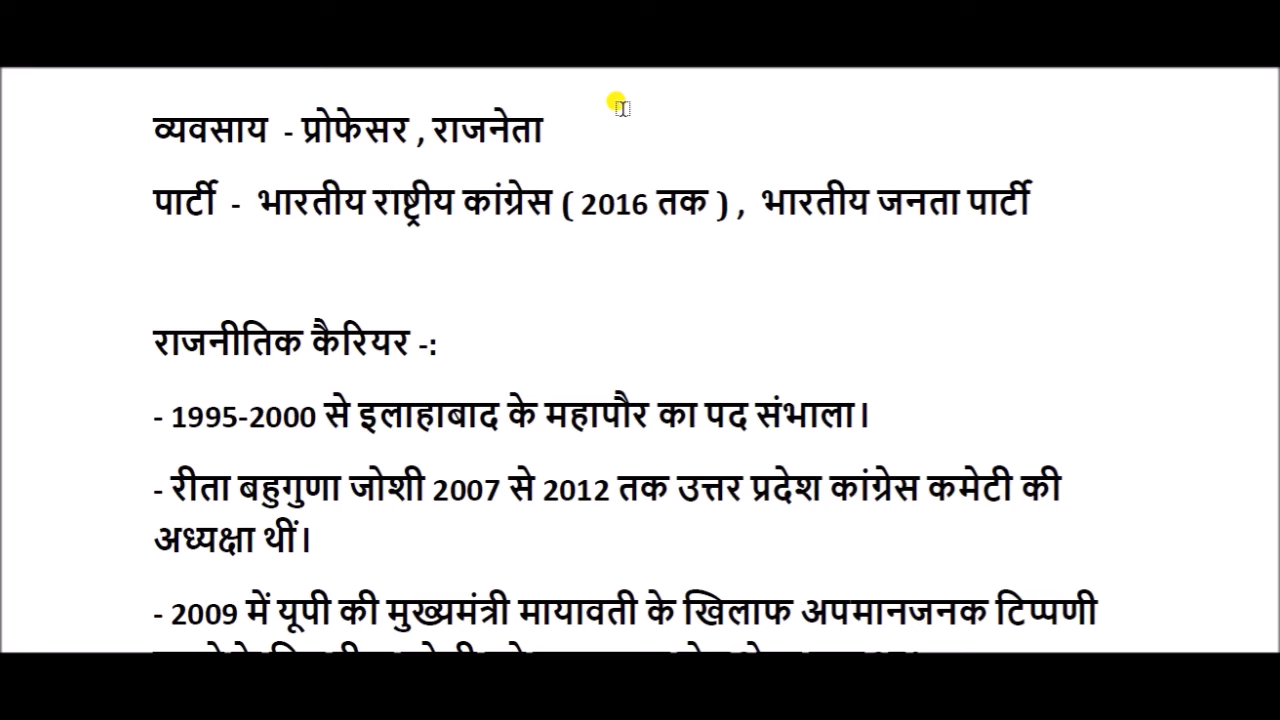 व्यवसाय - प्रोफेसर , राजनेता
पार्टी - भारतीय राष्ट्रीय कांग्रेस ( 2016 तक ) , भारतीय जनता पार्टी
राजनीतिक कैरियर -:
- 1995-2000 से इलाहाबाद के महापौर का पद संभाला।
- रीता बहुगुणा जोशी 2007 से 2012 तक उत्तर प्रदेश कांग्रेस कमेटी की
अध्यक्षा थीं।
- 2009 में यूपी की मुख्यमंत्री मायावती के खिलाफ अपमानजनक टिप्पणी